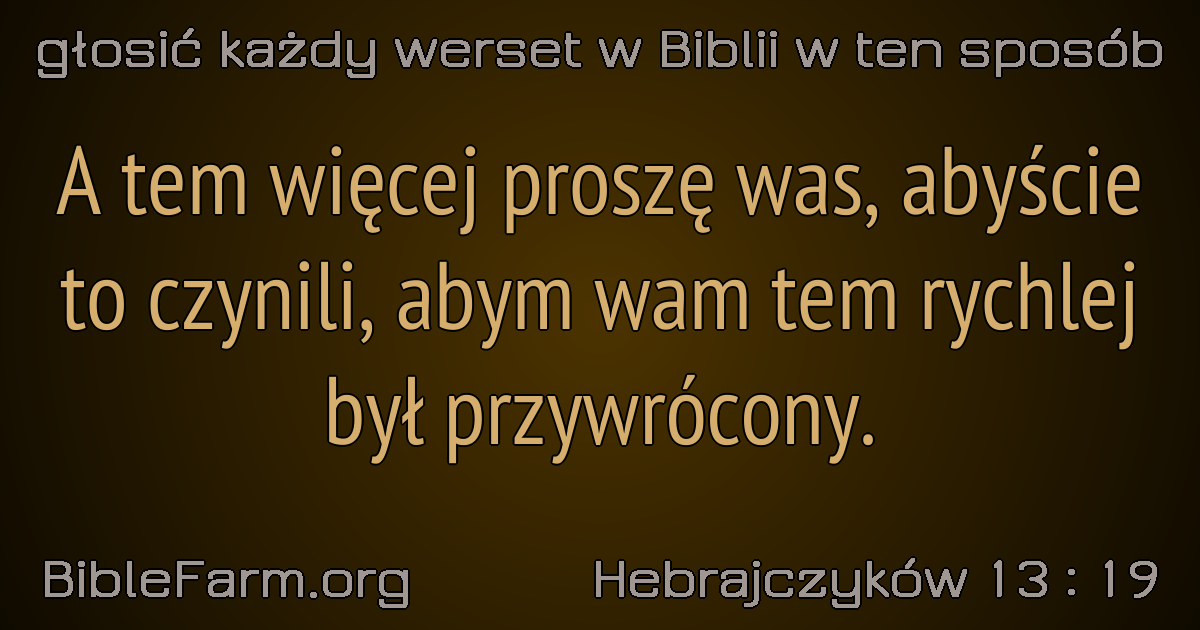 głosić każdy werset w Biblii w ten sposób
A tem więcej proszę was, abyście
to czynili, abym wam tem rychlej
był przywrócony.
BibleFarm.org Hebrajczyków 13 : 19